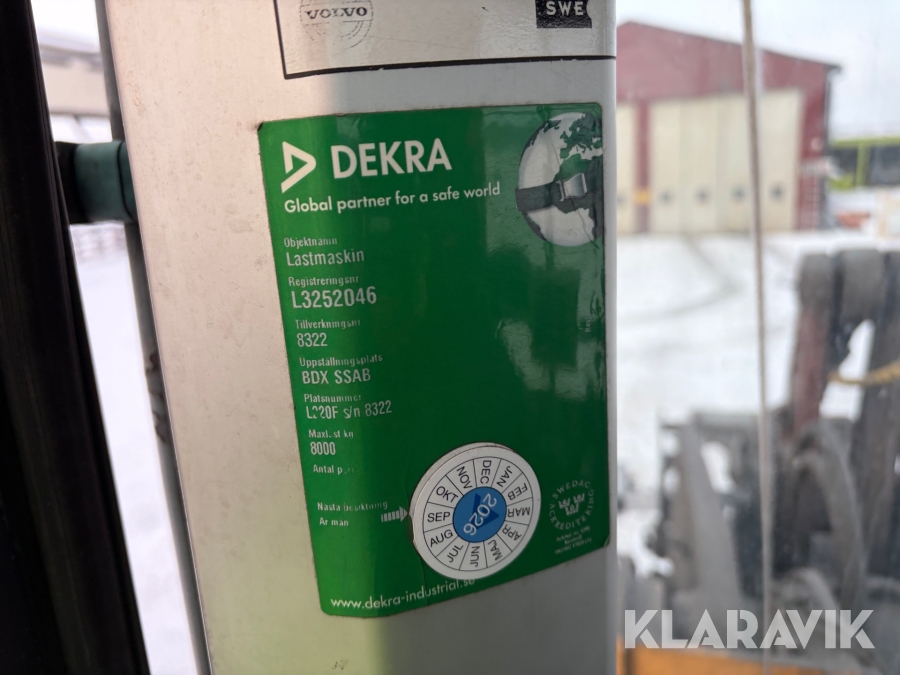 VOLVO
SWE
DEKRA
Global partner for a safe world
Objektnamn
Lastmaskin
Registreringsnr
L3252046
Tillverkningsnr
8322
Uppställningsplats
BDX SSAB
Platsnummer
L220F s/n 8322
Maxl. st kg
8000
Antal
Nästa besiktning
År mån
JAN
FEB
MAR
APR
MAJ
JUN
JUL
AUG
SEP
OKT
NOV
DEC
2026
SWEDAC
ACKREDITERING
www.dekra-industrial.se
KLARAVIK